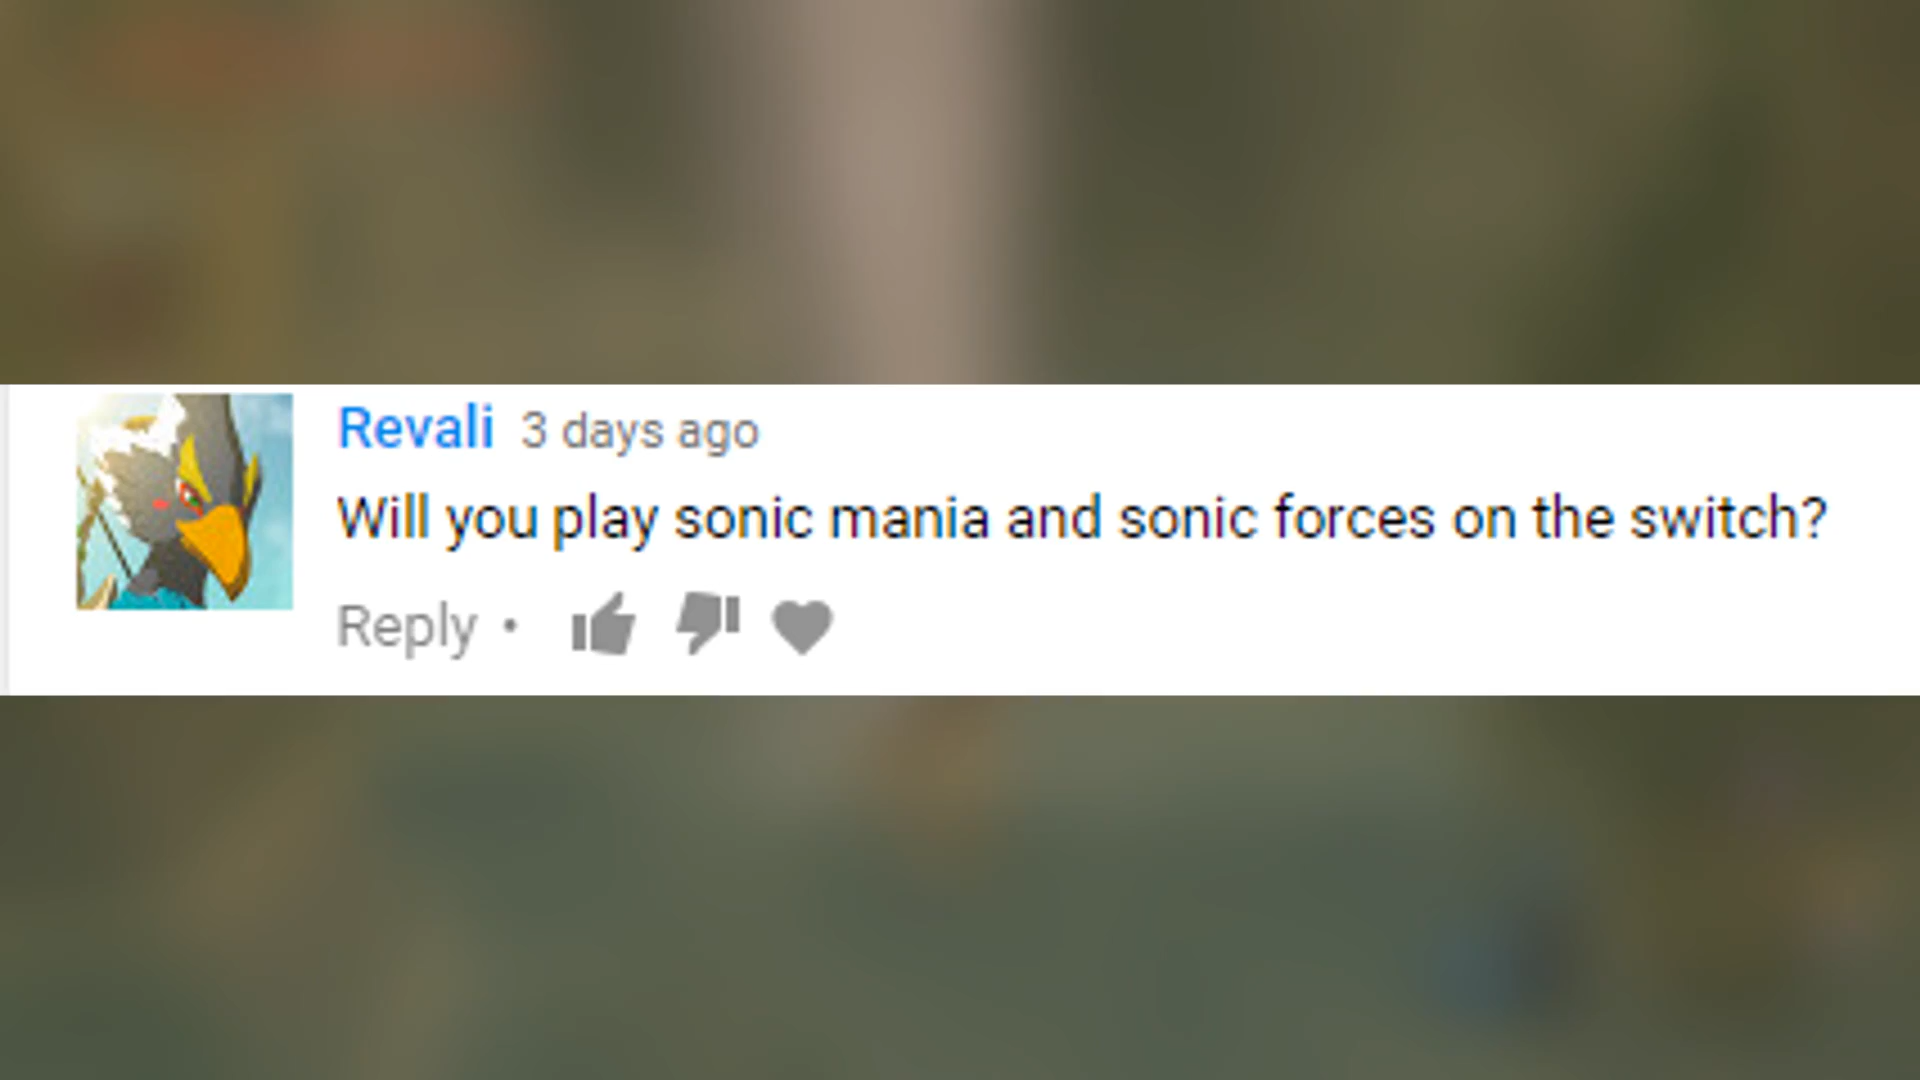 Revali 3 days ago
Will you play sonic mania and sonic forces on the switch?
Reply •